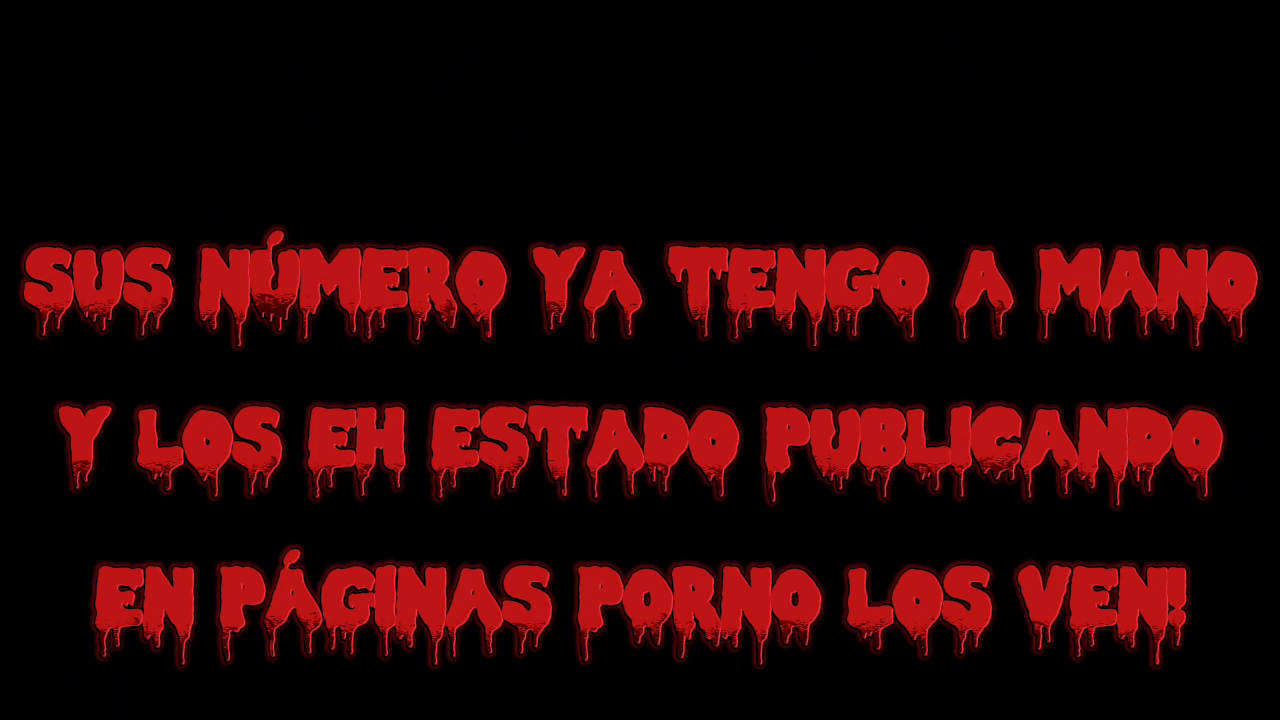 SUS NÚMERO YA TENGO A MANO
Y LOS EH ESTADO PUBLICANDO
EN PÁGINAS PORNO LOS VEN!